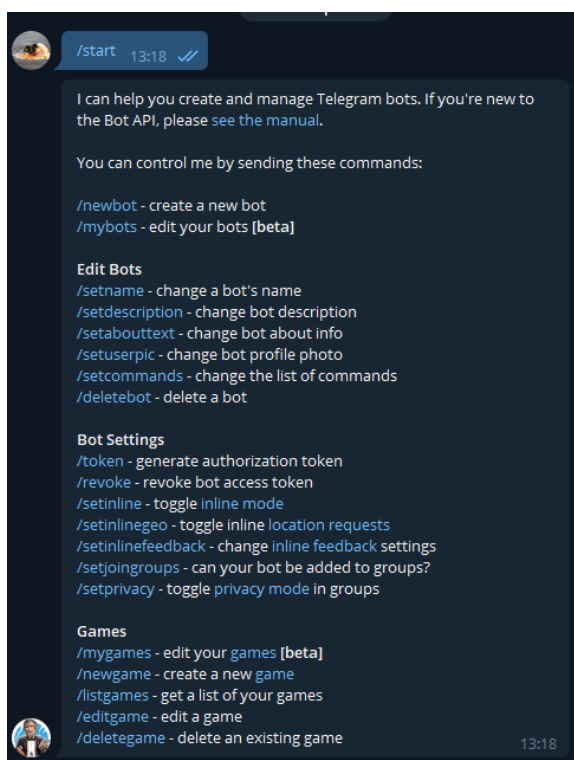 /start 13:18
I can help you create and manage Telegram bots. If you're new to
the Bot API, please see the manual.
You can control me by sending these commands:
/newbot - create a new bot
/mybots - edit your bots [beta]
Edit Bots
/setname - change a bot's name
/setdescription - change bot description
/setabouttext - change bot about info
/setuserpic - change bot profile photo
/setcommands - change the list of commands
/deletebot - delete a bot
Bot Settings
/token - generate authorization token
/revoke - revoke bot access token
/setinline - toggle inline mode
/setinlinegeo - toggle inline location requests
/setinlinefeedback - change inline feedback settings
/setjoingroups - can your bot be added to groups?
/setprivacy - toggle privacy mode in groups
Games
/mygames - edit your games [beta]
/newgame - create a new game
/listgames - get a list of your games
/editgame - edit a game
/deletegame - delete an existing game 13:18